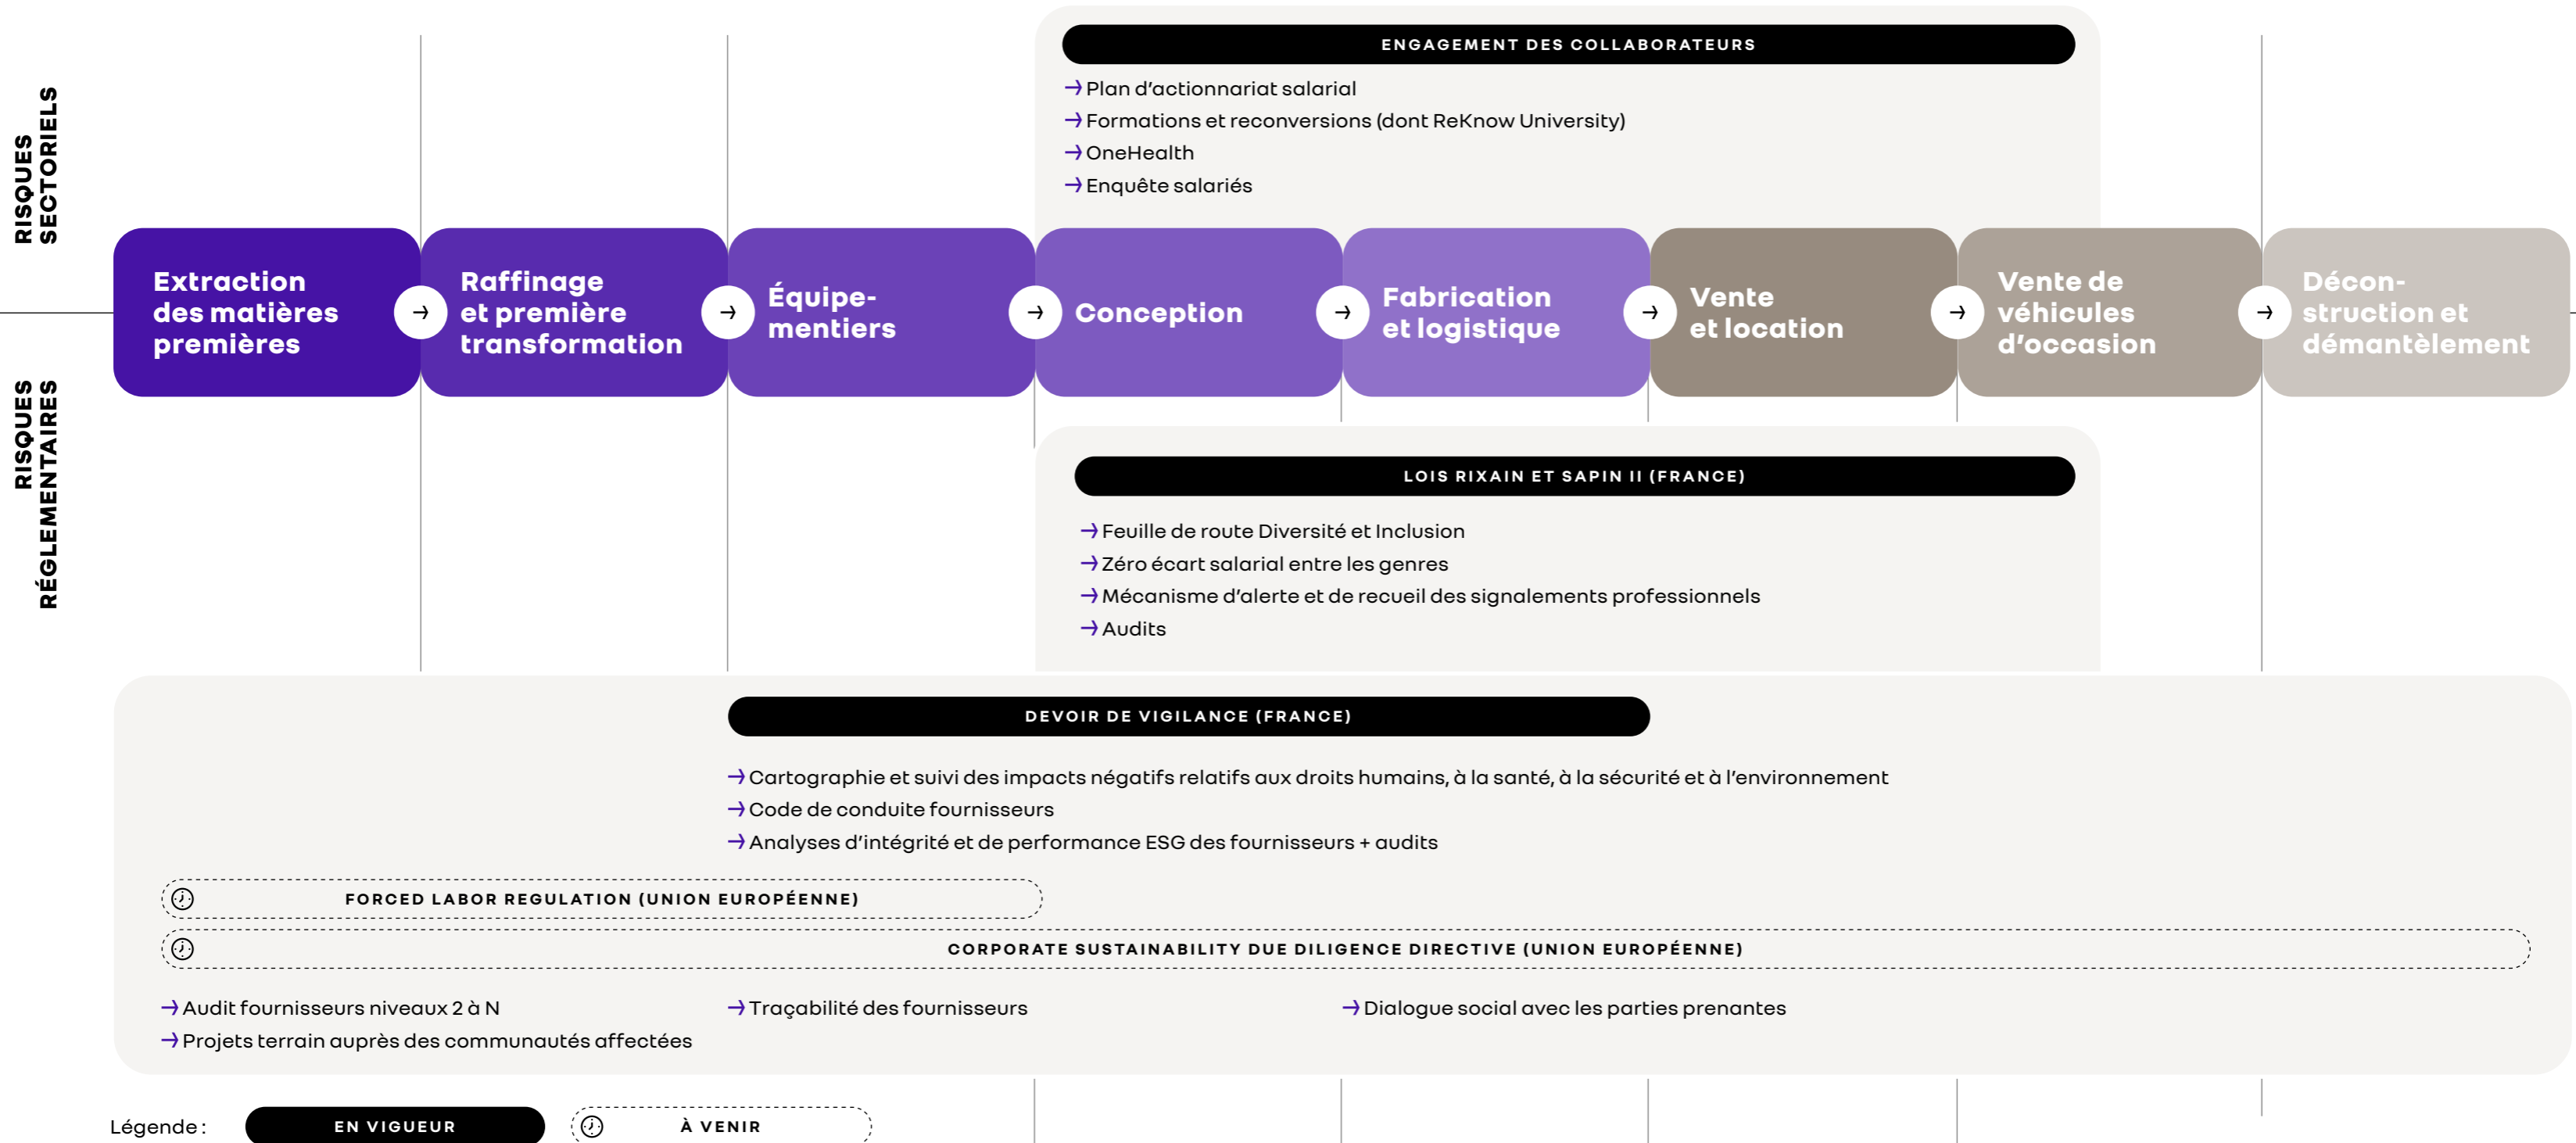 RISQUES
SECTORIELS
ENGAGEMENT DES COLLABORATEURS
→ Plan d’actionnariat salarial
→ Formations et reconversions (dont ReKnow University)
→ OneHealth
→ Enquête salariés
Extraction
des matières
premières
→
Raffinage
et première
transformation
→
Équipe-
mentiers
→
Conception
→
Fabrication
et logistique
→
Vente
et location
→
Vente de
véhicules
d’occasion
→
Décon-
struction et
démantèlement
RISQUES
RÉGLEMENTAIRES
LOIS RIXAIN ET SAPIN II (FRANCE)
→ Feuille de route Diversité et Inclusion
→ Zéro écart salarial entre les genres
→ Mécanisme d’alerte et de recueil des signalements professionnels
→ Audits
DEVOIR DE VIGILANCE (FRANCE)
→ Cartographie et suivi des impacts négatifs relatifs aux droits humains, à la santé, à la sécurité et à l’environnement
→ Code de conduite fournisseurs
→ Analyses d’intégrité et de performance ESG des fournisseurs + audits
FORCED LABOR REGULATION (UNION EUROPÉENNE)
CORPORATE SUSTAINABILITY DUE DILIGENCE DIRECTIVE (UNION EUROPÉENNE)
→ Audit fournisseurs niveaux 2 à N
→ Projets terrain auprès des communautés affectées
→ Traçabilité des fournisseurs
→ Dialogue social avec les parties prenantes
Légende :
EN VIGUEUR
À VENIR